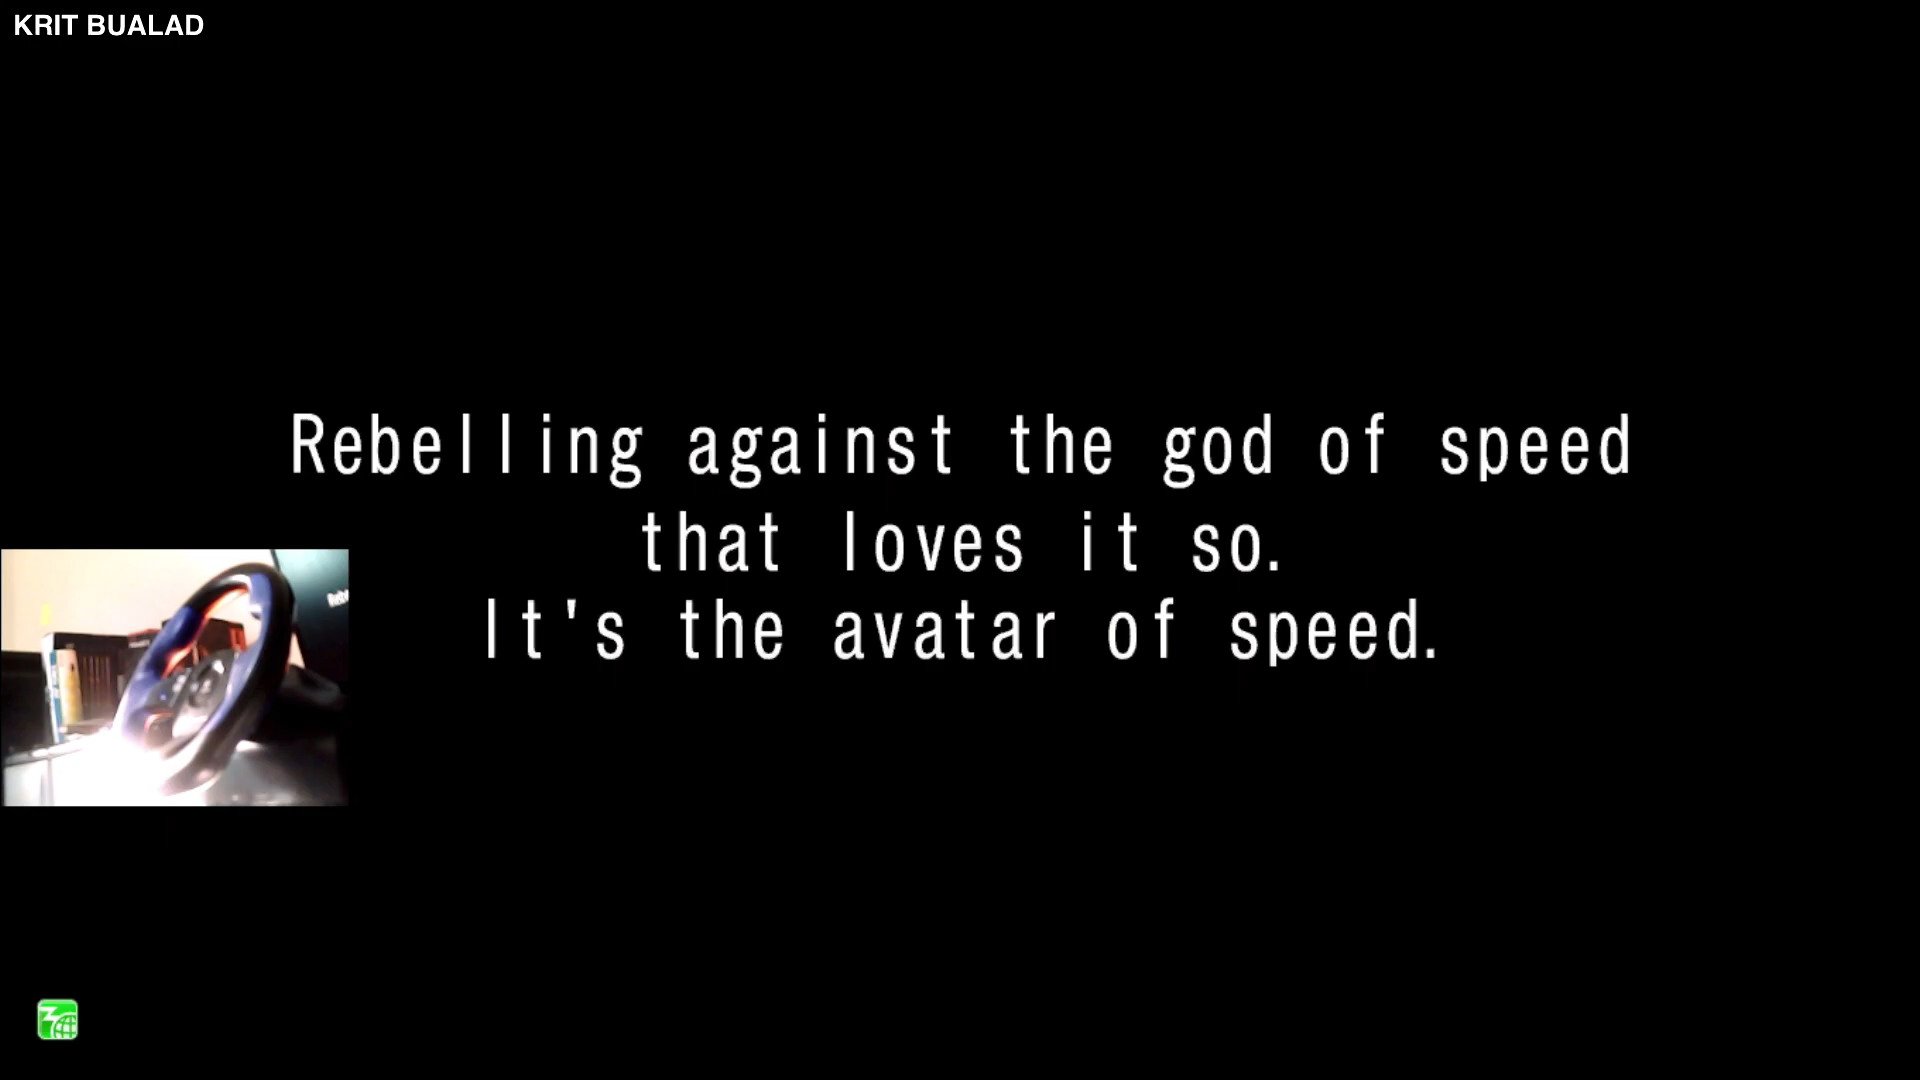 KRIT BUALAD
Rebelling against the god of speed
that loves it so.
It's the avatar of speed.